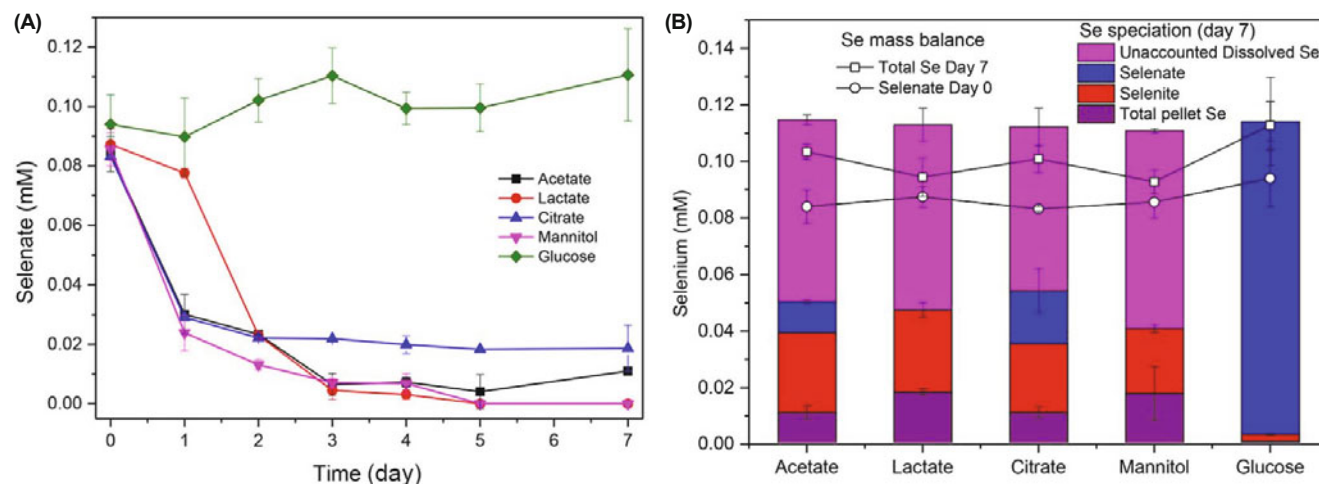 (A)
0.12
0.10
0.08
0.06
0.04
0.02
0.00
Selenate (mM)
Acetate
Lactate
Citrate
Mannitol
Glucose
0 1 2 3 4 5 7
Time (day)
(B)
0.14
0.12
0.10
0.08
0.06
0.04
0.02
0.00
Selenium (mM)
Se mass balance
Total Se Day 7
Selenate Day 0
Se speciation (day 7)
Unaccounted Dissolved Se
Selenate
Selenite
Total pellet Se
Acetate Lactate Citrate Mannitol Glucose